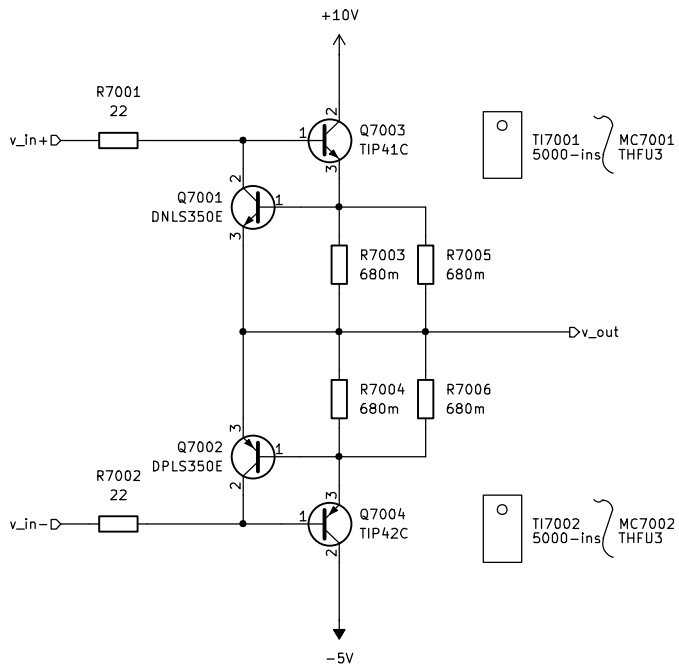 +10V
R7001
22
v_in+
1
2
3
Q7003
TIP41C
TI7001
5000-ins
MC7001
THFU3
Q7001
DNLS350E
2
1
3
R7003
680m
R7005
680m
v_out
R7004
680m
R7006
680m
Q7002
DPLS350E
3
1
2
R7002
22
v_in-
1
3
2
Q7004
TIP42C
TI7002
5000-ins
MC7002
THFU3
-5V